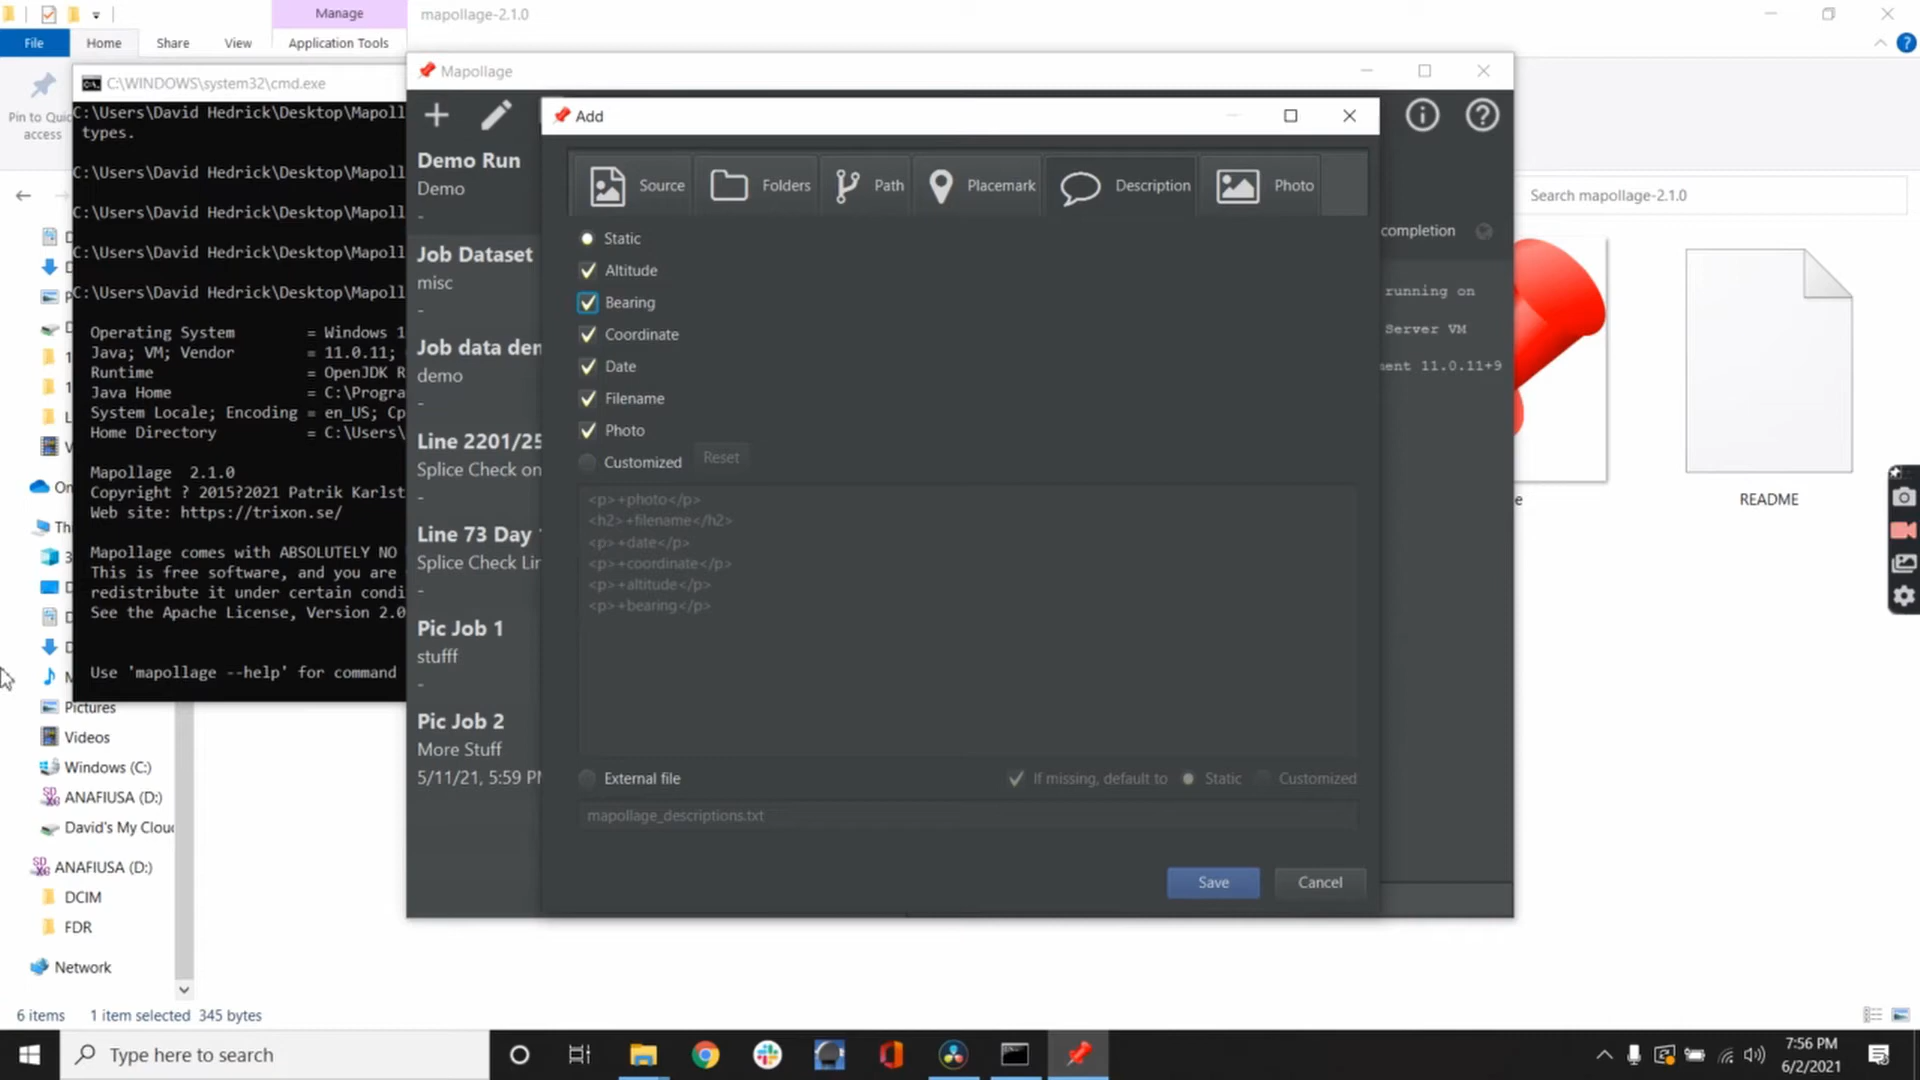 Manage
mapollage-2.1.0
File
Home
Share
View
Application Tools
Pin to Quic
access
C:\WINDOWS\system32\cmd.exe
C:\Users\David Hedrick\Desktop\Mapoll
types.
C:\Users\David Hedrick\Desktop\Mapoll
C:\Users\David Hedrick\Desktop\Mapoll
C:\Users\David Hedrick\Desktop\Mapoll
C:\Users\David Hedrick\Desktop\Mapoll
Operating System = Windows 1
Java; VM; Vendor = 11.0.11;
Runtime = OpenJDK R
Java Home = C:\Progra
System Locale; Encoding = en_US; Cp
Home Directory = C:\Users\
Mapollage 2.1.0
Copyright ? 2015?2021 Patrik Karlst
Web site: https://trixon.se/
Mapollage comes with ABSOLUTELY NO
This is free software, and you are
redistribute it under certain condi
See the Apache License, Version 2.0
Use 'mapollage --help' for command
Mapollage
Demo Run
Demo
-
Job Dataset
misc
-
Job data den
demo
-
Line 2201/25
Splice Check on
-
Line 73 Day
Splice Check Lin
-
Pic Job 1
stufff
-
Pic Job 2
More Stuff
5/11/21, 5:59 PM
Add
Source
Folders
Path
Placemark
Description
Photo
Static
Altitude
Bearing
Coordinate
Date
Filename
Photo
Customized
Reset
<p>+photo</p>
<h2>+filename</h2>
<p>+date</p>
<p>+coordinate</p>
<p>+altitude</p>
<p>+bearing</p>
External file
If missing, default to
Static
Customized
mapollage_descriptions.txt
Save
Cancel
completion
running on
Server VM
ment 11.0.11+9
Search mapollage-2.1.0
e
README
On
Thi
Pictures
Videos
Windows (C:)
ANAFIUSA (D:)
David's My Clou
ANAFIUSA (D:)
DCIM
FDR
Network
6 items
1 item selected 345 bytes
Type here to search
7:56 PM
6/2/2021